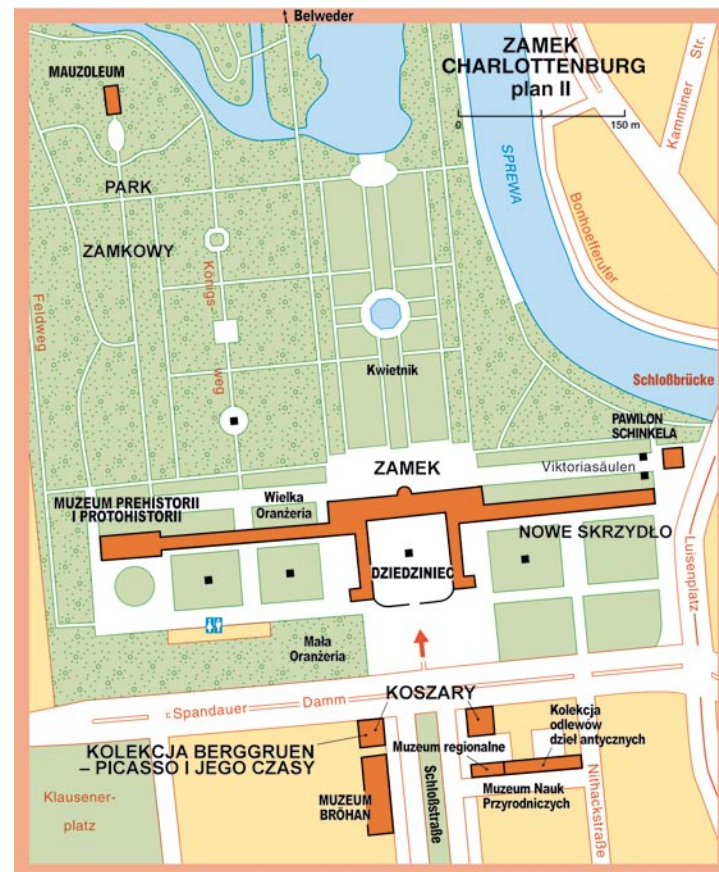 Belweder
ZAMEK
CHARLOTTENBURG
plan II
0 150 m
MAUZOLEUM
Kamminer Str.
SPREWA
Bonhoefferufer
PARK
ZAMKOWY
Feldweg
Königs-
weg
Kwietnik
Schloßbrücke
PAWILON
SCHINKELA
ZAMEK
Viktoriasäulen
MUZEUM PREHISTORII
I PROTOHISTORII
Wielka
Oranżeria
NOWE SKRZYDŁO
DZIEDZINIEC
Luisenplatz
Mała
Oranżeria
Spandauer Damm
KOSZARY
KOLEKCJA BERGGRUEN
– PICASSO I JEGO CZASY
Muzeum regionalne
Kolekcja
odlewów
dzieł antycznych
Klausener-
platz
MUZEUM
BRÖHAN
Schloßstraße
Muzeum Nauk
Przyrodniczych
Nithackstraße